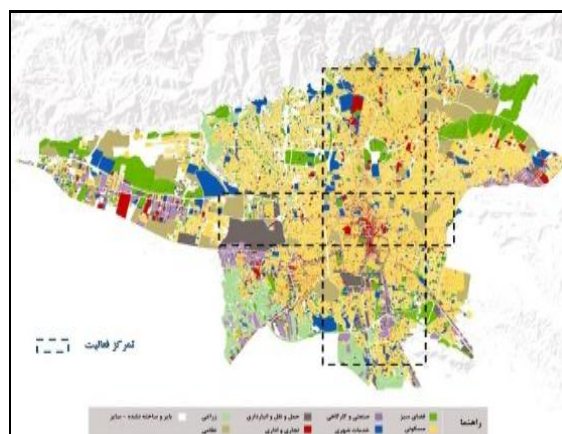 تمرکز فعالیت
راهنما
فضای سبز
صنعتی و کارگاهی
حمل و نقل و انبارداری
زراعی
بایر و ساخته نشده - سایر
مسکونی
خدمات شهری
تجاری و اداری
نظامی